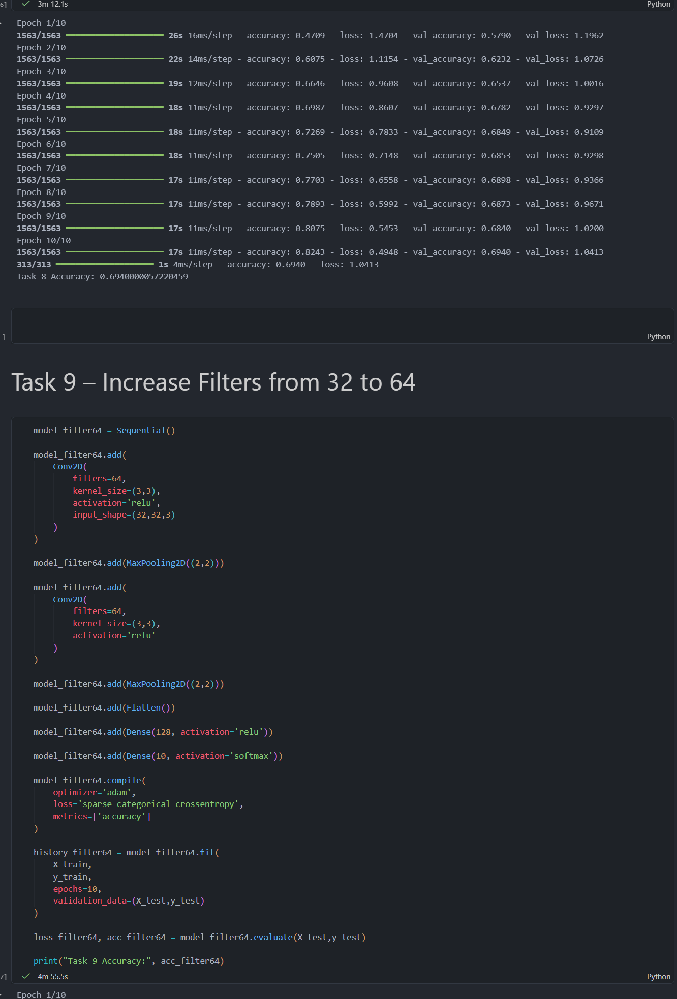 6]
3m 12.1s
Python
Epoch 1/10
1563/1563 26s 16ms/step - accuracy: 0.4709 - loss: 1.4704 - val_accuracy: 0.5790 - val_loss: 1.1962
Epoch 2/10
1563/1563 22s 14ms/step - accuracy: 0.6075 - loss: 1.1154 - val_accuracy: 0.6232 - val_loss: 1.0726
Epoch 3/10
1563/1563 19s 12ms/step - accuracy: 0.6646 - loss: 0.9608 - val_accuracy: 0.6537 - val_loss: 1.0016
Epoch 4/10
1563/1563 18s 11ms/step - accuracy: 0.6987 - loss: 0.8607 - val_accuracy: 0.6782 - val_loss: 0.9297
Epoch 5/10
1563/1563 18s 11ms/step - accuracy: 0.7269 - loss: 0.7833 - val_accuracy: 0.6849 - val_loss: 0.9109
Epoch 6/10
1563/1563 18s 11ms/step - accuracy: 0.7505 - loss: 0.7148 - val_accuracy: 0.6853 - val_loss: 0.9298
Epoch 7/10
1563/1563 17s 11ms/step - accuracy: 0.7703 - loss: 0.6558 - val_accuracy: 0.6898 - val_loss: 0.9366
Epoch 8/10
1563/1563 17s 11ms/step - accuracy: 0.7893 - loss: 0.5992 - val_accuracy: 0.6873 - val_loss: 0.9671
Epoch 9/10
1563/1563 17s 11ms/step - accuracy: 0.8075 - loss: 0.5453 - val_accuracy: 0.6840 - val_loss: 1.0200
Epoch 10/10
1563/1563 17s 11ms/step - accuracy: 0.8243 - loss: 0.4948 - val_accuracy: 0.6940 - val_loss: 1.0413
313/313 1s 4ms/step - accuracy: 0.6940 - loss: 1.0413
Task 8 Accuracy: 0.6940000057220459
]
Python
Task 9 – Increase Filters from 32 to 64
model_filter64 = Sequential()
model_filter64.add(
    Conv2D(
        filters=64,
        kernel_size=(3,3),
        activation='relu',
        input_shape=(32,32,3)
    )
)
model_filter64.add(MaxPooling2D((2,2)))
model_filter64.add(
    Conv2D(
        filters=64,
        kernel_size=(3,3),
        activation='relu'
    )
)
model_filter64.add(MaxPooling2D((2,2)))
model_filter64.add(Flatten())
model_filter64.add(Dense(128, activation='relu'))
model_filter64.add(Dense(10, activation='softmax'))
model_filter64.compile(
    optimizer='adam',
    loss='sparse_categorical_crossentropy',
    metrics=['accuracy']
)
history_filter64 = model_filter64.fit(
    X_train,
    y_train,
    epochs=10,
    validation_data=(X_test,y_test)
)
loss_filter64, acc_filter64 = model_filter64.evaluate(X_test,y_test)
print("Task 9 Accuracy:", acc_filter64)
7]
4m 55.5s
Python
Epoch 1/10